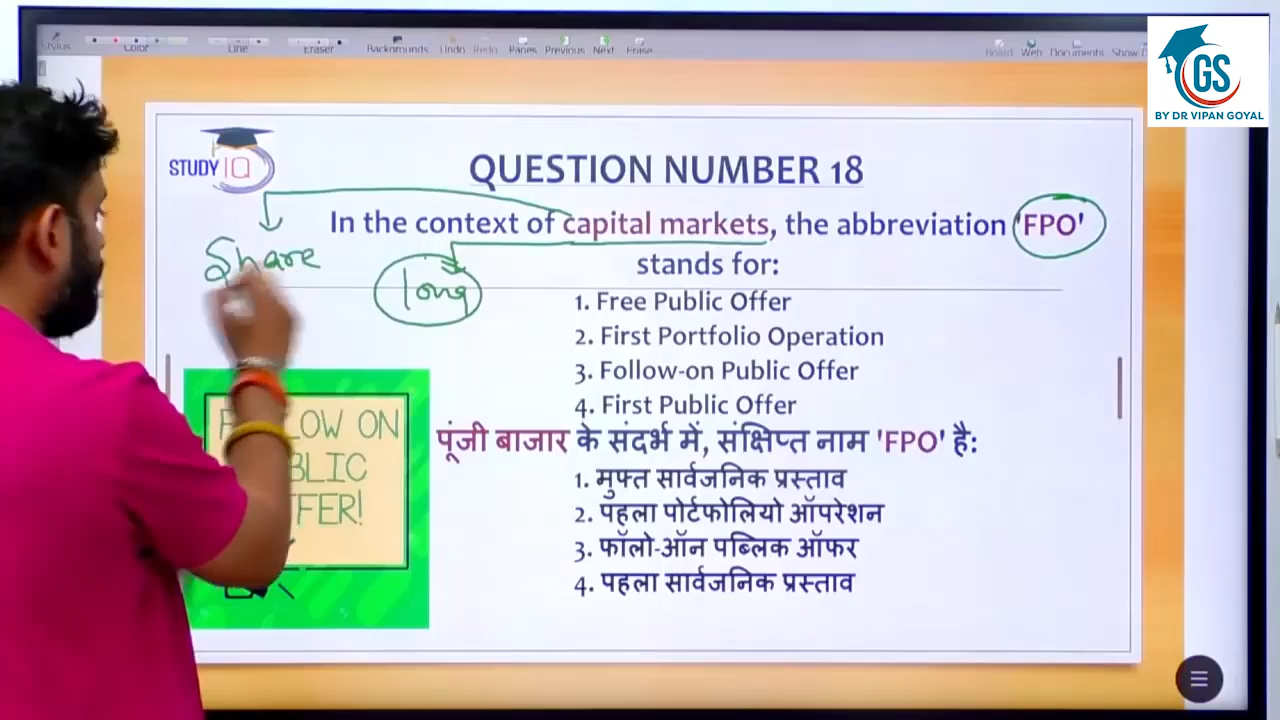 Stylus Color Line Eraser Backgrounds Undo Redo Pages Previous Next Erase Board Web Documents Show
GS
BY DR VIPAN GOYAL
STUDY IQ
QUESTION NUMBER 18
In the context of capital markets, the abbreviation 'FPO'
stands for:
Share
long
1. Free Public Offer
2. First Portfolio Operation
3. Follow-on Public Offer
4. First Public Offer
LOW ON
पूंजी बाजार के संदर्भ में, संक्षिप्त नाम 'FPO' है:
1. मुफ्त सार्वजनिक प्रस्ताव
2. पहला पोर्टफोलियो ऑपरेशन
3. फॉलो-ऑन पब्लिक ऑफर
4. पहला सार्वजनिक प्रस्ताव